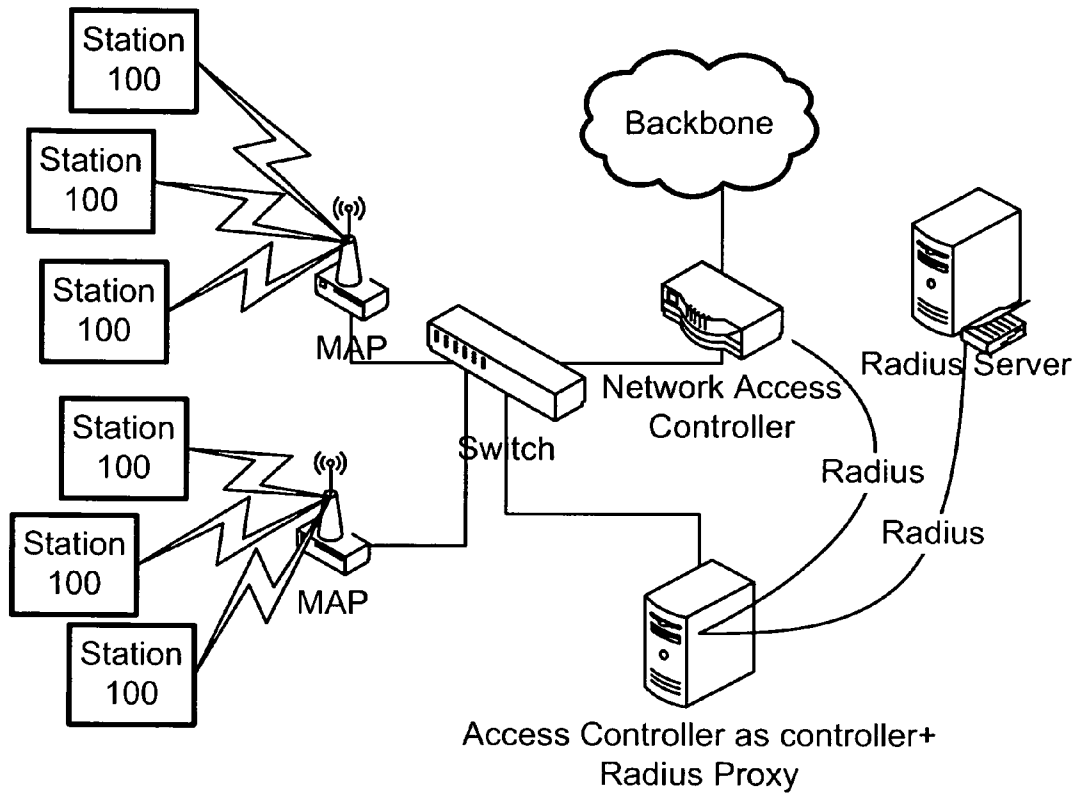 Station
100
Station
100
Station
100
MAP
Station
100
Station
100
Station
100
MAP
Switch
Backbone
Network Access
Controller
Radius Server
Radius
Radius
Access Controller as controller+
Radius Proxy